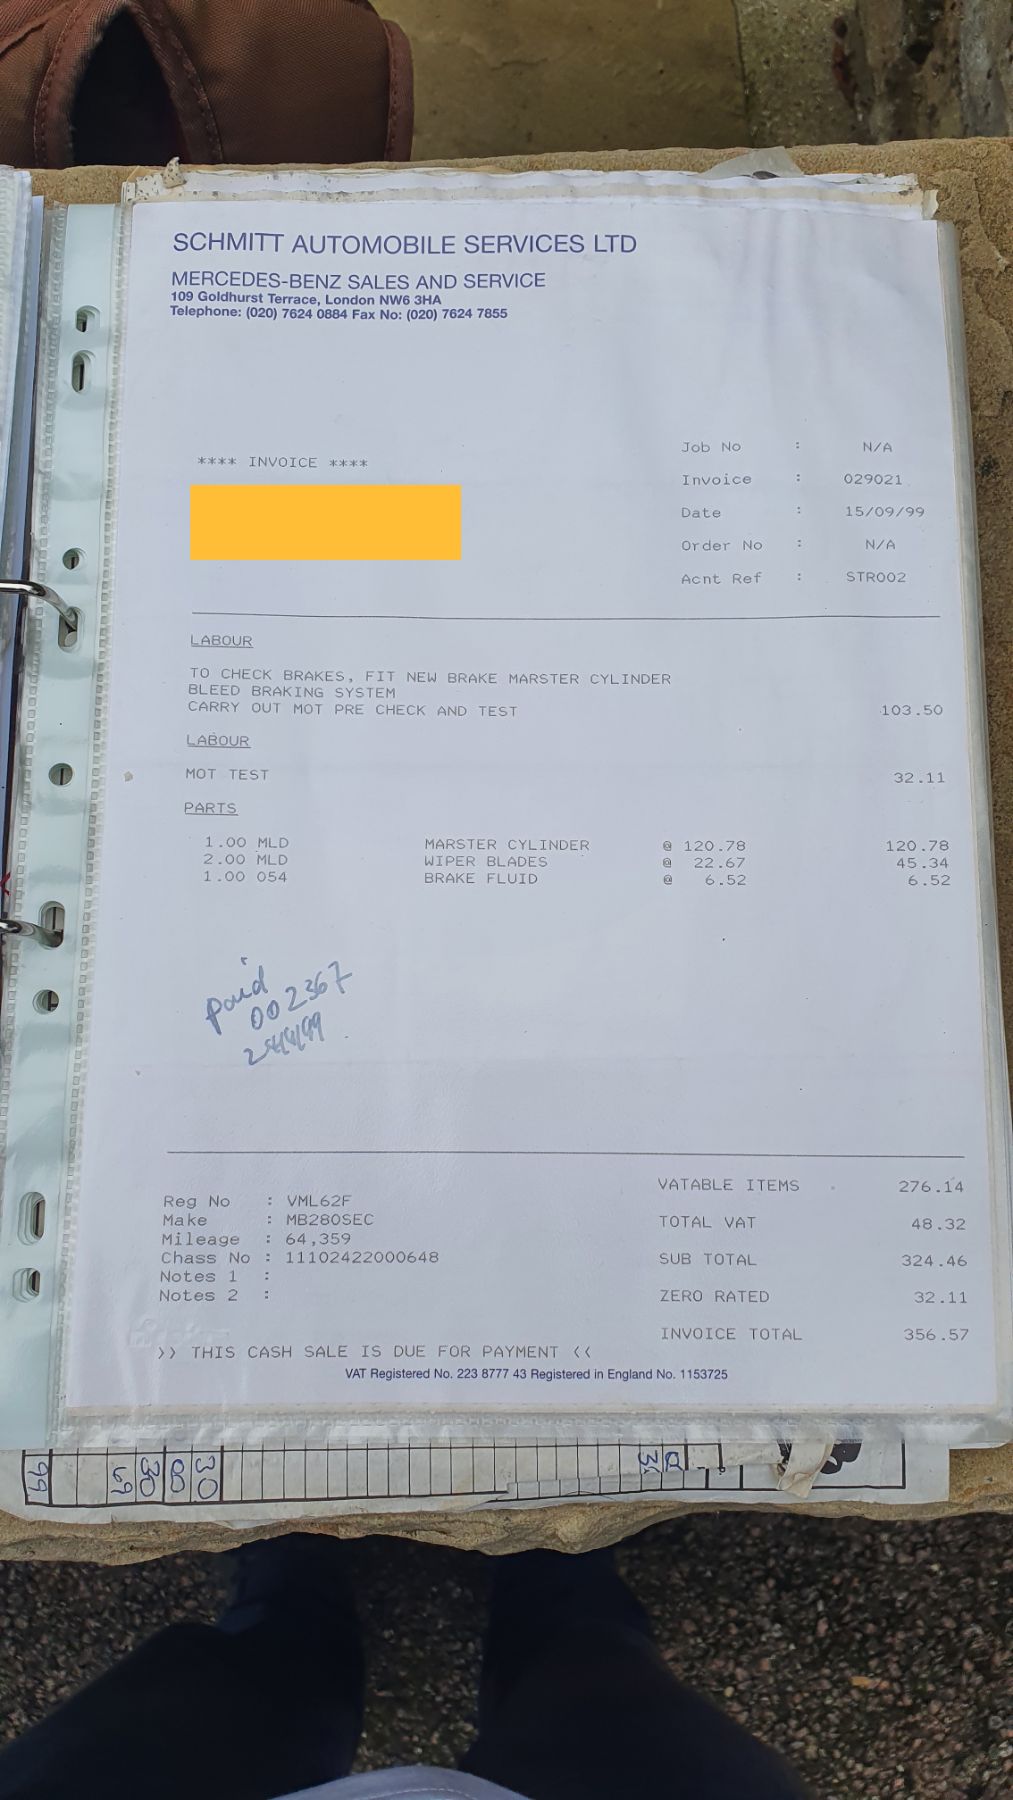 SCHMITT AUTOMOBILE SERVICES LTD
MERCEDES-BENZ SALES AND SERVICE
109 Goldhurst Terrace, London NW6 3HA
Telephone: (020) 7624 0884 Fax No: (020) 7624 7855
**** INVOICE ****
Job No : N/A
Invoice : 029021
Date : 15/09/99
Order No : N/A
Acnt Ref : STR002
LABOUR
TO CHECK BRAKES, FIT NEW BRAKE MARSTER CYLINDER
BLEED BRAKING SYSTEM
CARRY OUT MOT PRE CHECK AND TEST 103.50
LABOUR
MOT TEST 32.11
PARTS
1.00 MLD MARSTER CYLINDER @ 120.78 120.78
2.00 MLD WIPER BLADES @ 22.67 45.34
1.00 054 BRAKE FLUID @ 6.52 6.52
paid
002367
Reg No : VML62F
Make : MB280SEC
Mileage : 64,359
Chass No : 11102422000648
Notes 1 :
Notes 2 :
VATABLE ITEMS 276.14
TOTAL VAT 48.32
SUB TOTAL 324.46
ZERO RATED 32.11
INVOICE TOTAL 356.57
>> THIS CASH SALE IS DUE FOR PAYMENT <<
VAT Registered No. 223 8777 43 Registered in England No. 1153725